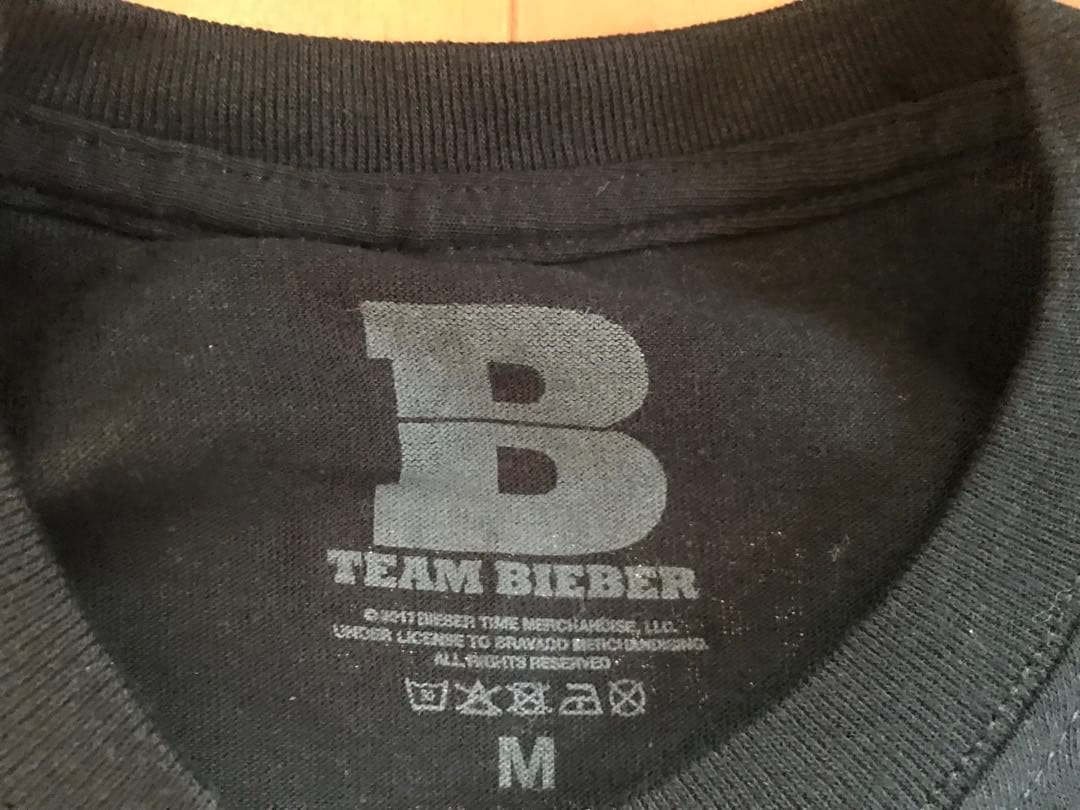 B
TEAM BIEBER
© 2017 BIEBER TIME MERCHANDISE, LLC.
UNDER LICENSE TO BRAVADO MERCHANDISING.
ALL RIGHTS RESERVED
M